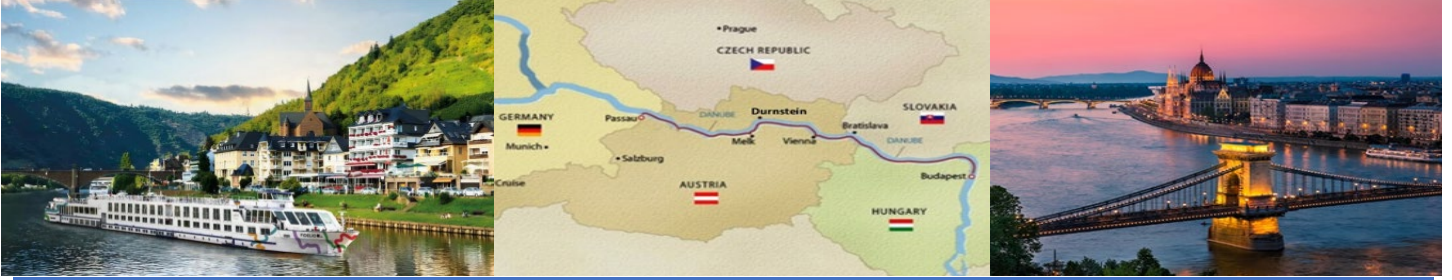 Prague
CZECH REPUBLIC
GERMANY
Passau
DANUBE
Durnstein
SLOVAKIA
Munich
Melk
Vienna
Bratislava
DANUBE
Salzburg
Cruise
AUSTRIA
Budapest
HUNGARY